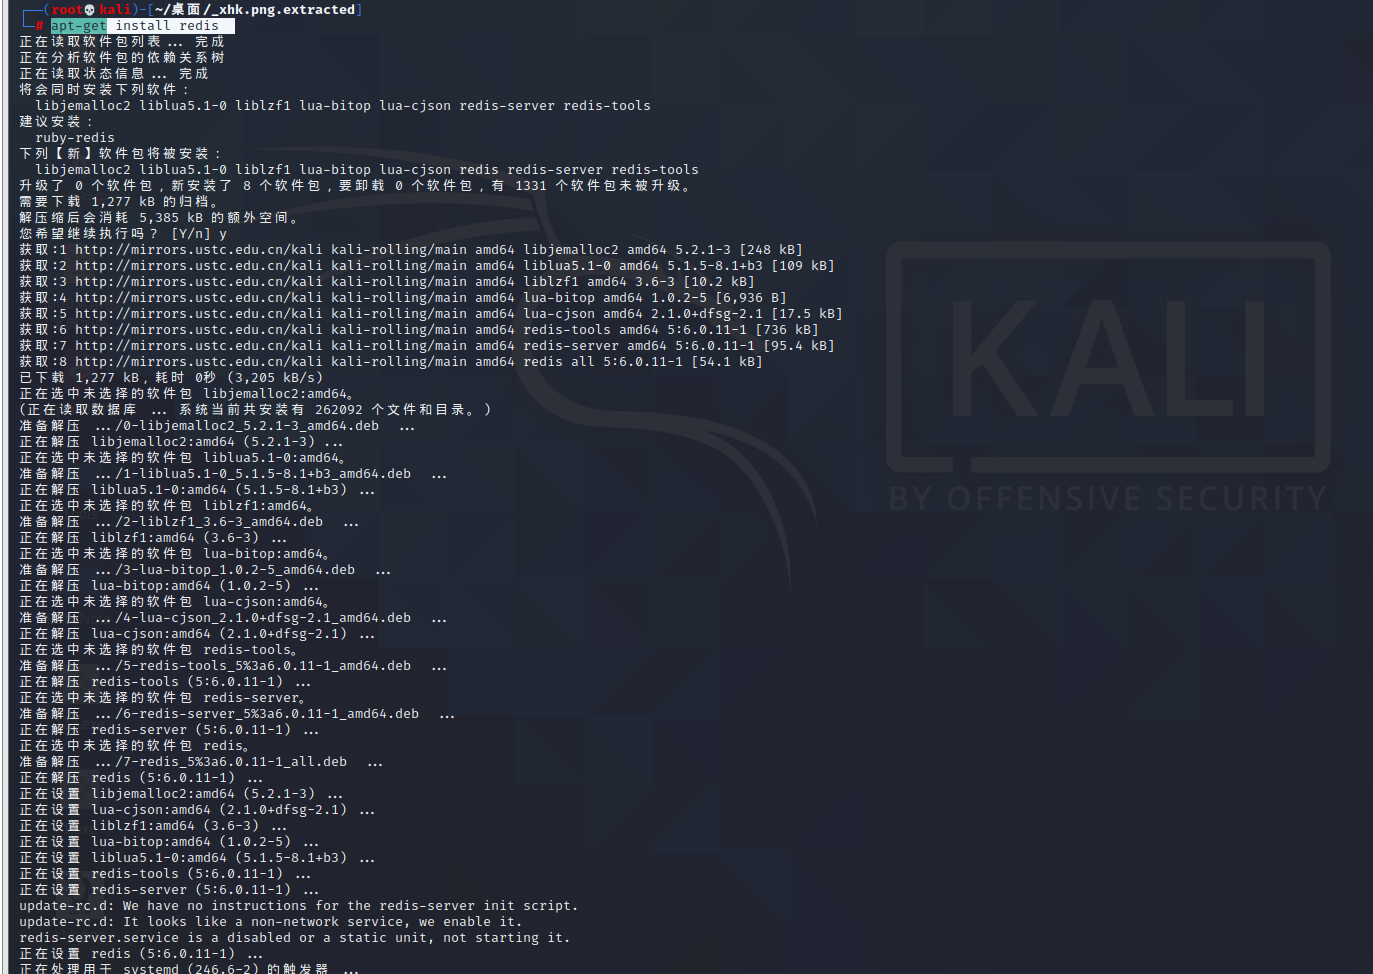 ┌──(root💀kali)-[~/桌面/_xhk.png.extracted]
└─# apt-get install redis
正在读取软件包列表... 完成
正在分析软件包的依赖关系树
正在读取状态信息... 完成
将会同时安装下列软件：
  libjemalloc2 liblua5.1-0 liblzf1 lua-bitop lua-cjson redis-server redis-tools
建议安装：
  ruby-redis
下列【新】软件包将被安装：
  libjemalloc2 liblua5.1-0 liblzf1 lua-bitop lua-cjson redis redis-server redis-tools
升级了 0 个软件包，新安装了 8 个软件包，要卸载 0 个软件包，有 1331 个软件包未被升级。
需要下载 1,277 kB 的归档。
解压缩后会消耗 5,385 kB 的额外空间。
您希望继续执行吗？ [Y/n] y
获取:1 http://mirrors.ustc.edu.cn/kali kali-rolling/main amd64 libjemalloc2 amd64 5.2.1-3 [248 kB]
获取:2 http://mirrors.ustc.edu.cn/kali kali-rolling/main amd64 liblua5.1-0 amd64 5.1.5-8.1+b3 [109 kB]
获取:3 http://mirrors.ustc.edu.cn/kali kali-rolling/main amd64 liblzf1 amd64 3.6-3 [10.2 kB]
获取:4 http://mirrors.ustc.edu.cn/kali kali-rolling/main amd64 lua-bitop amd64 1.0.2-5 [6,936 B]
获取:5 http://mirrors.ustc.edu.cn/kali kali-rolling/main amd64 lua-cjson amd64 2.1.0+dfsg-2.1 [17.5 kB]
获取:6 http://mirrors.ustc.edu.cn/kali kali-rolling/main amd64 redis-tools amd64 5:6.0.11-1 [736 kB]
获取:7 http://mirrors.ustc.edu.cn/kali kali-rolling/main amd64 redis-server amd64 5:6.0.11-1 [95.4 kB]
获取:8 http://mirrors.ustc.edu.cn/kali kali-rolling/main amd64 redis all 5:6.0.11-1 [54.1 kB]
已下载 1,277 kB，耗时 0秒 (3,205 kB/s)
正在选中未选择的软件包 libjemalloc2:amd64。
(正在读取数据库 ... 系统当前共安装有 262092 个文件和目录。)
准备解压 .../0-libjemalloc2_5.2.1-3_amd64.deb  ...
正在解压 libjemalloc2:amd64 (5.2.1-3) ...
正在选中未选择的软件包 liblua5.1-0:amd64。
准备解压 .../1-liblua5.1-0_5.1.5-8.1+b3_amd64.deb  ...
正在解压 liblua5.1-0:amd64 (5.1.5-8.1+b3) ...
正在选中未选择的软件包 liblzf1:amd64。
准备解压 .../2-liblzf1_3.6-3_amd64.deb  ...
正在解压 liblzf1:amd64 (3.6-3) ...
正在选中未选择的软件包 lua-bitop:amd64。
准备解压 .../3-lua-bitop_1.0.2-5_amd64.deb  ...
正在解压 lua-bitop:amd64 (1.0.2-5) ...
正在选中未选择的软件包 lua-cjson:amd64。
准备解压 .../4-lua-cjson_2.1.0+dfsg-2.1_amd64.deb  ...
正在解压 lua-cjson:amd64 (2.1.0+dfsg-2.1) ...
正在选中未选择的软件包 redis-tools。
准备解压 .../5-redis-tools_5%3a6.0.11-1_amd64.deb  ...
正在解压 redis-tools (5:6.0.11-1) ...
正在选中未选择的软件包 redis-server。
准备解压 .../6-redis-server_5%3a6.0.11-1_amd64.deb  ...
正在解压 redis-server (5:6.0.11-1) ...
正在选中未选择的软件包 redis。
准备解压 .../7-redis_5%3a6.0.11-1_all.deb  ...
正在解压 redis (5:6.0.11-1) ...
正在设置 libjemalloc2:amd64 (5.2.1-3) ...
正在设置 lua-cjson:amd64 (2.1.0+dfsg-2.1) ...
正在设置 liblzf1:amd64 (3.6-3) ...
正在设置 lua-bitop:amd64 (1.0.2-5) ...
正在设置 liblua5.1-0:amd64 (5.1.5-8.1+b3) ...
正在设置 redis-tools (5:6.0.11-1) ...
正在设置 redis-server (5:6.0.11-1) ...
update-rc.d: We have no instructions for the redis-server init script.
update-rc.d: It looks like a non-network service, we enable it.
redis-server.service is a disabled or a static unit, not starting it.
正在设置 redis (5:6.0.11-1) ...
正在处理用于 systemd (246.6-2) 的触发器 ...
KALI
BY OFFENSIVE SECURITY